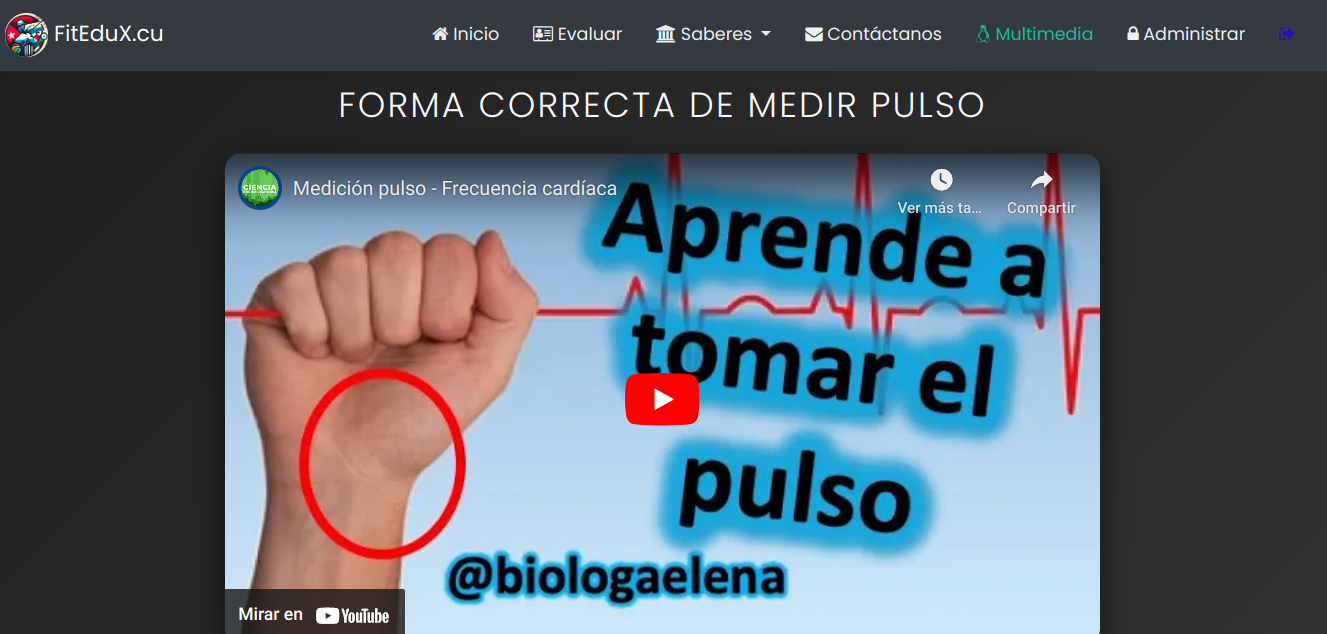 FitEduX.cu
Inicio
Evaluar
Saberes
Contáctanos
Multimedia
Administrar
FORMA CORRECTA DE MEDIR PULSO
CIENCIA
Medición pulso - Frecuencia cardíaca
Ver más ta...
Compartir
Aprende a
tomar el
pulso
@biologaelena
Mirar en YouTube